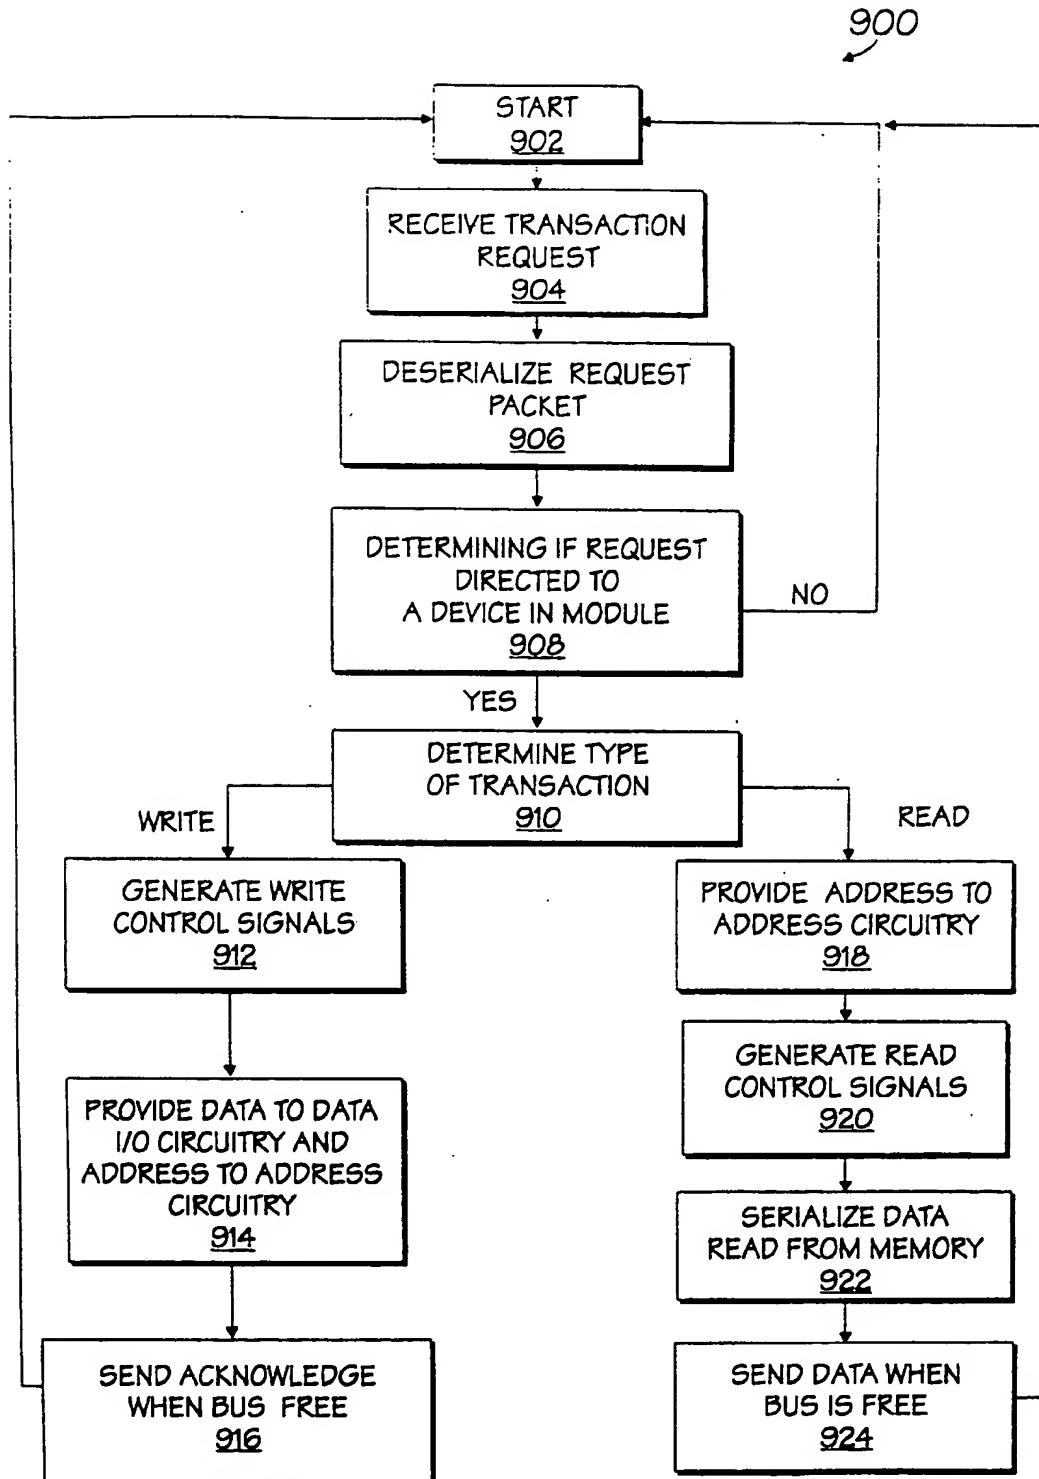 900
START
902
RECEIVE TRANSACTION
REQUEST
904
DESERIALIZE REQUEST
PACKET
906
DETERMINING IF REQUEST
DIRECTED TO
A DEVICE IN MODULE
908
NO
YES
DETERMINE TYPE
OF TRANSACTION
910
WRITE
READ
GENERATE WRITE
CONTROL SIGNALS
912
PROVIDE DATA TO DATA
I/O CIRCUITRY AND
ADDRESS TO ADDRESS
CIRCUITRY
914
SEND ACKNOWLEDGE
WHEN BUS FREE
916
PROVIDE ADDRESS TO
ADDRESS CIRCUITRY
918
GENERATE READ
CONTROL SIGNALS
920
SERIALIZE DATA
READ FROM MEMORY
922
SEND DATA WHEN
BUS IS FREE
924